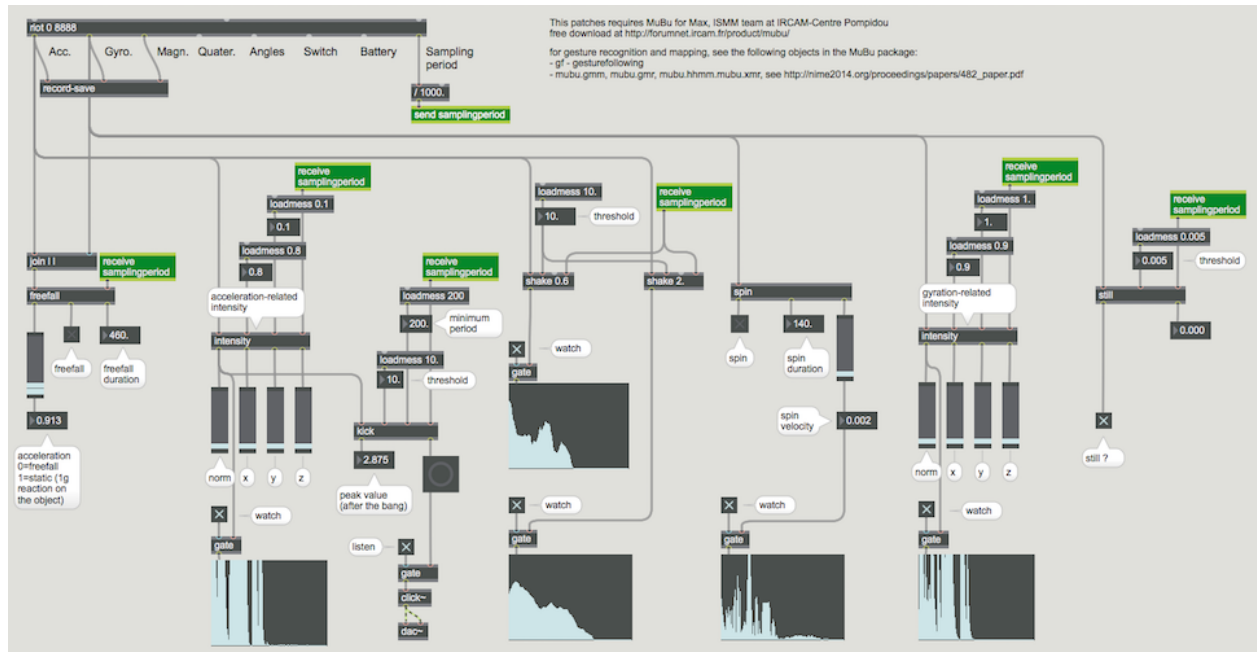 riot 0 8888
Acc. Gyro. Magn. Quater. Angles Switch Battery Sampling
period
record-save
/ 1000.
send samplingperiod
This patches requires MuBu for Max, ISMM team at IRCAM-Centre Pompidou
free download at http://forumnet.ircam.fr/product/mubu/
for gesture recognition and mapping, see the following objects in the MuBu package:
- gf - gesturefollowing
- mubu.gmm, mubu.gmr, mubu.hhmm.mubu.xmr, see http://nime2014.org/proceedings/papers/482_paper.pdf
join I I
receive
samplingperiod
freefall
460.
freefall
freefall
duration
0.913
acceleration
0=freefall
1=static (1g
reaction on
the object)
receive
samplingperiod
loadmess 0.1
0.1
loadmess 0.8
0.8
acceleration-related
intensity
intensity
norm
x
y
z
watch
gate
receive
samplingperiod
loadmess 200
200.
minimum
period
loadmess 10.
10.
threshold
kick
2.875
peak value
(after the bang)
listen
gate
click~
dac~
loadmess 10.
10.
threshold
receive
samplingperiod
shake 0.6
shake 2.
watch
gate
watch
gate
spin
140.
spin
spin
duration
spin
velocity
0.002
watch
gate
receive
samplingperiod
loadmess 1.
1.
loadmess 0.9
0.9
gyration-related
intensity
intensity
norm
x
y
z
watch
gate
receive
samplingperiod
loadmess 0.005
0.005
threshold
still
0.000
still ?